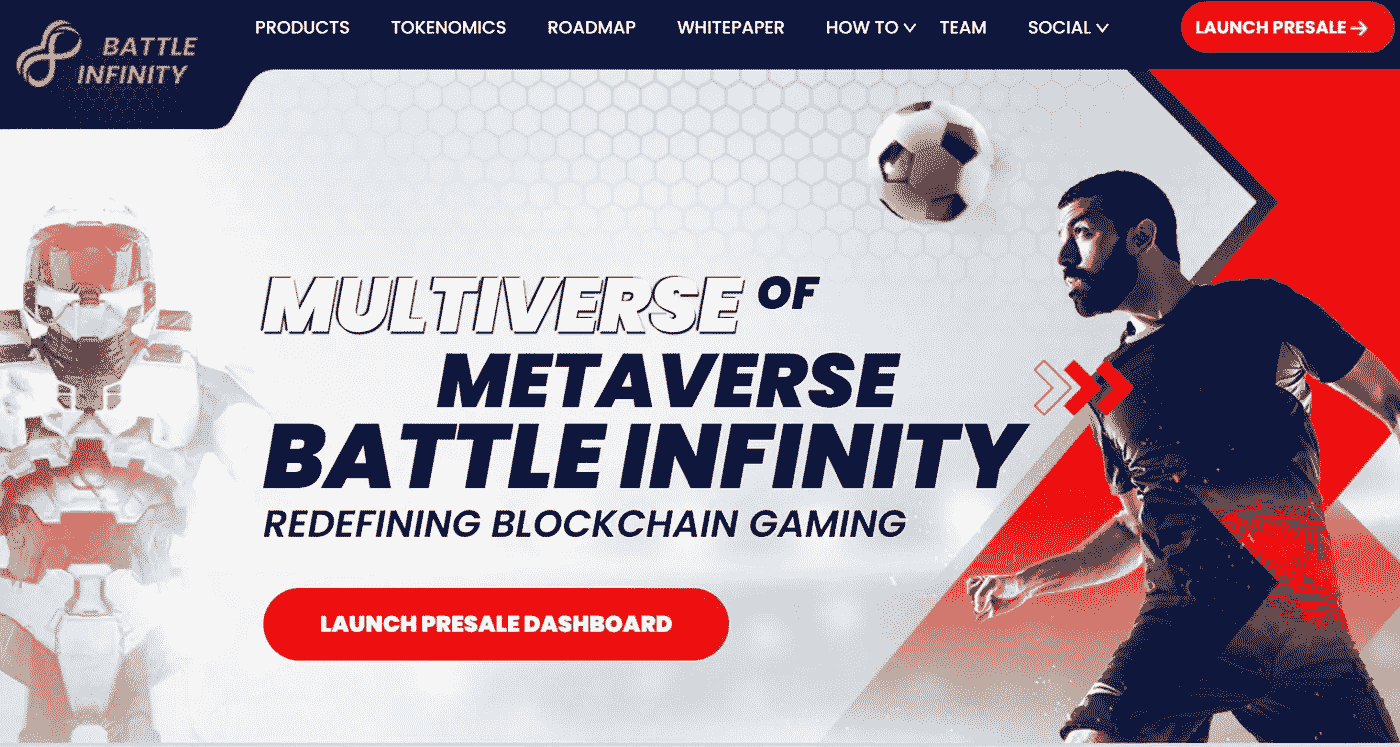 BATTLE
INFINITY
PRODUCTS TOKENOMICS ROADMAP WHITEPAPER HOW TO TEAM SOCIAL LAUNCH PRESALE
MULTIVERSE OF
METAVERSE
BATTLE INFINITY
REDEFINING BLOCKCHAIN GAMING
LAUNCH PRESALE DASHBOARD